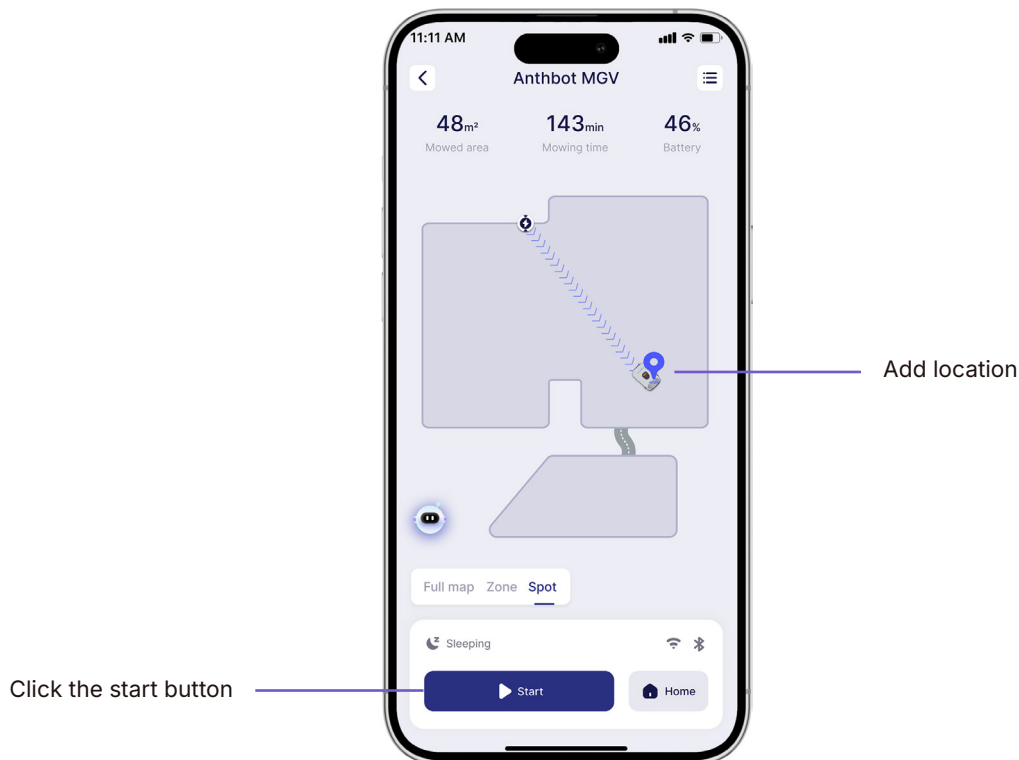 11:11 AM
Anthbot MGV
48m² 143min 46%
Mowed area Mowing time Battery
Add location
Full map Zone Spot
Sleeping
Click the start button
Start Home